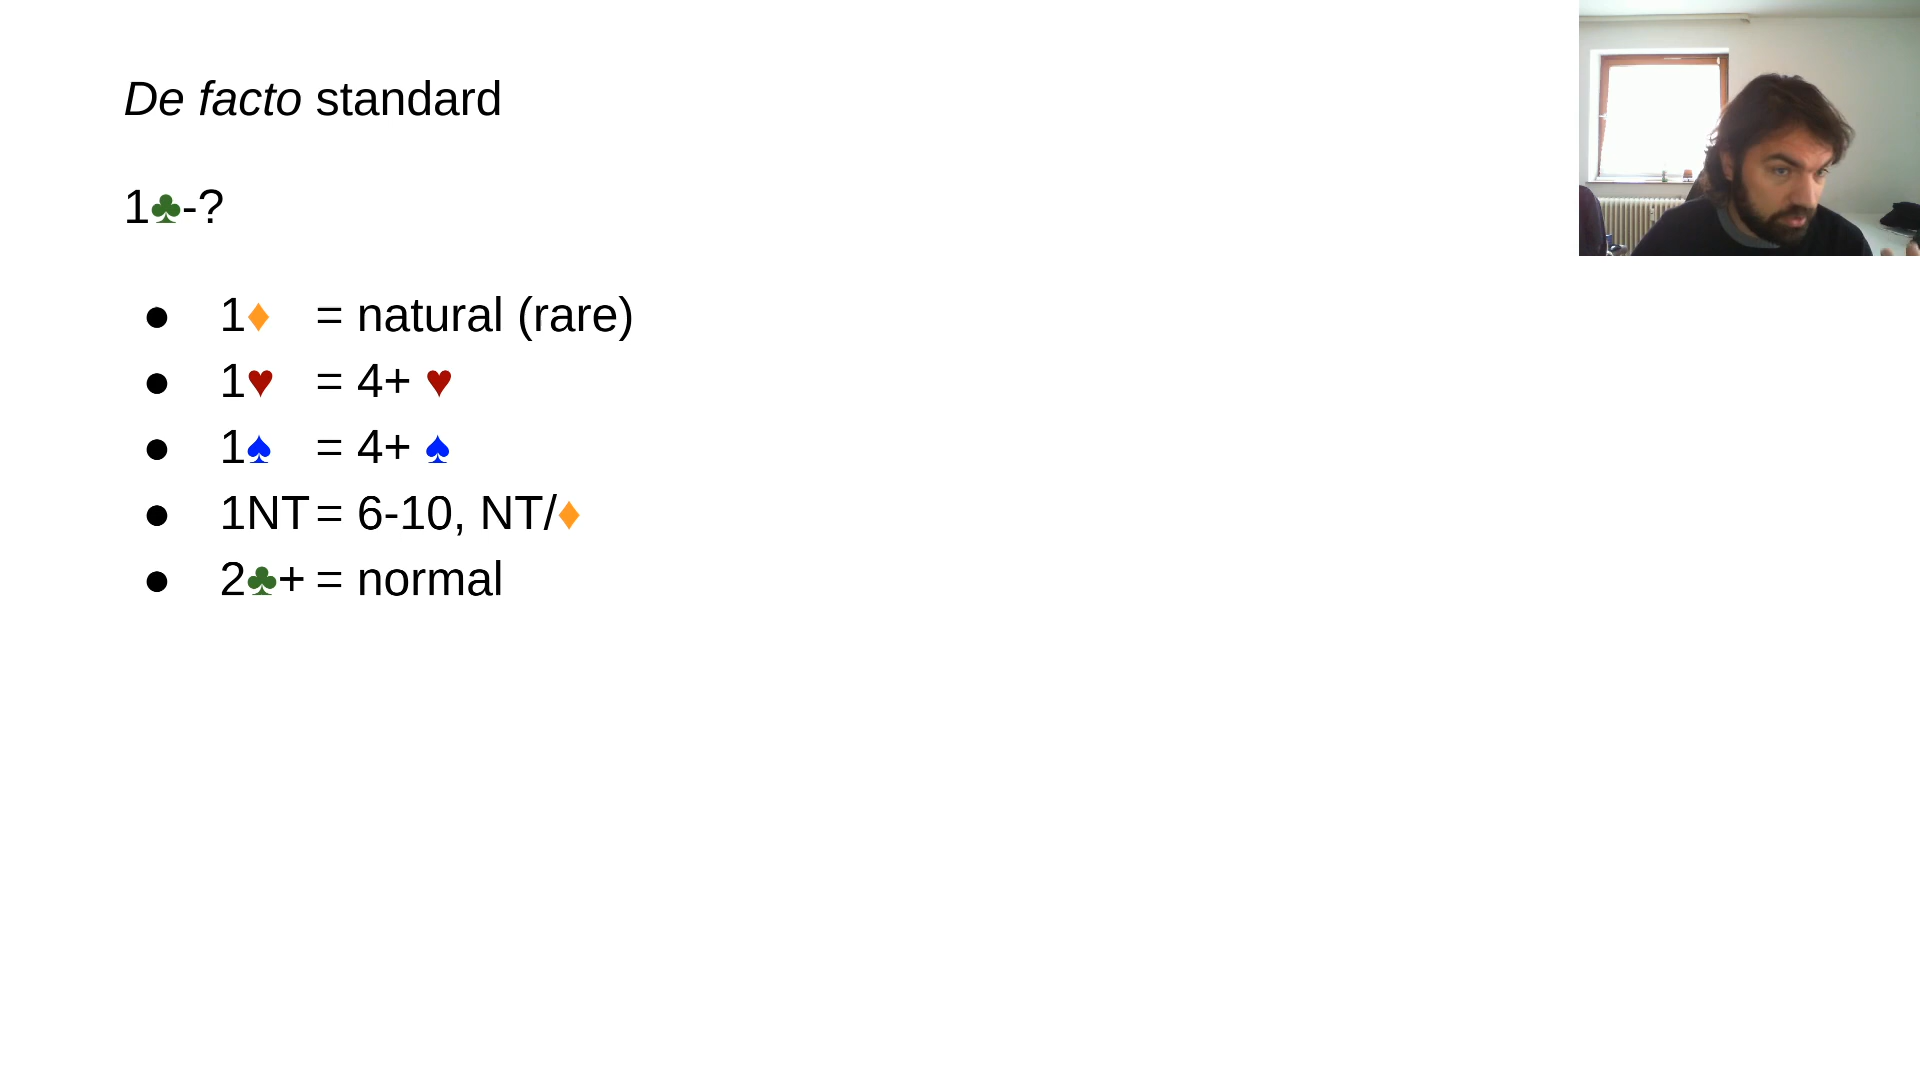 De facto standard
1♣-?
● 1♦ = natural (rare)
● 1♥ = 4+ ♥
● 1♠ = 4+ ♠
● 1NT = 6-10, NT/♦
● 2♣+ = normal